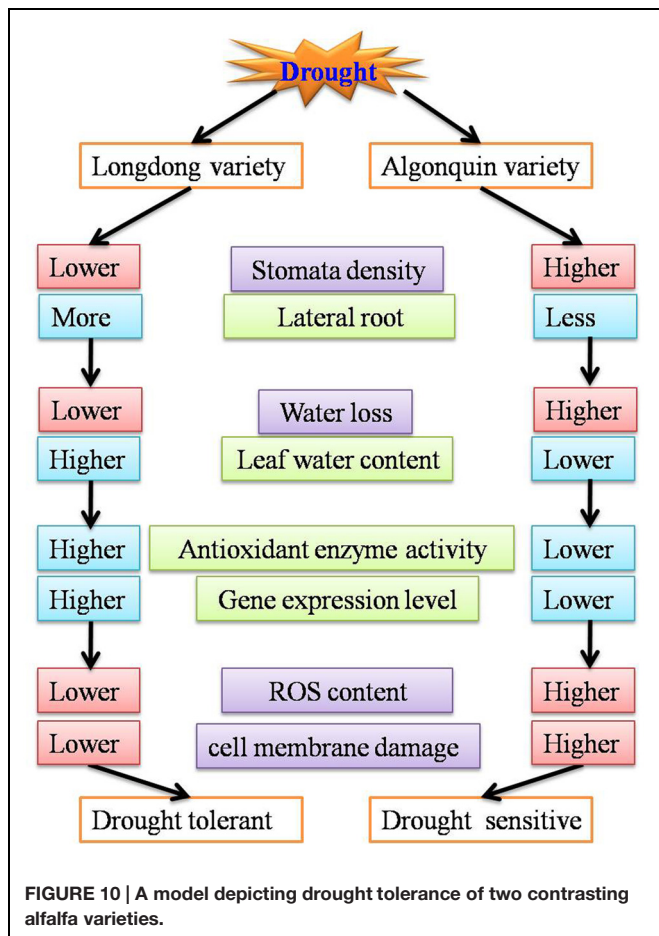 Drought
Longdong variety Algonquin variety
Lower Stomata density Higher
More Lateral root Less
Lower Water loss Higher
Higher Leaf water content Lower
Higher Antioxidant enzyme activity Lower
Higher Gene expression level Lower
Lower ROS content Higher
Lower cell membrane damage Higher
Drought tolerant Drought sensitive
FIGURE 10 | A model depicting drought tolerance of two contrasting
alfalfa varieties.